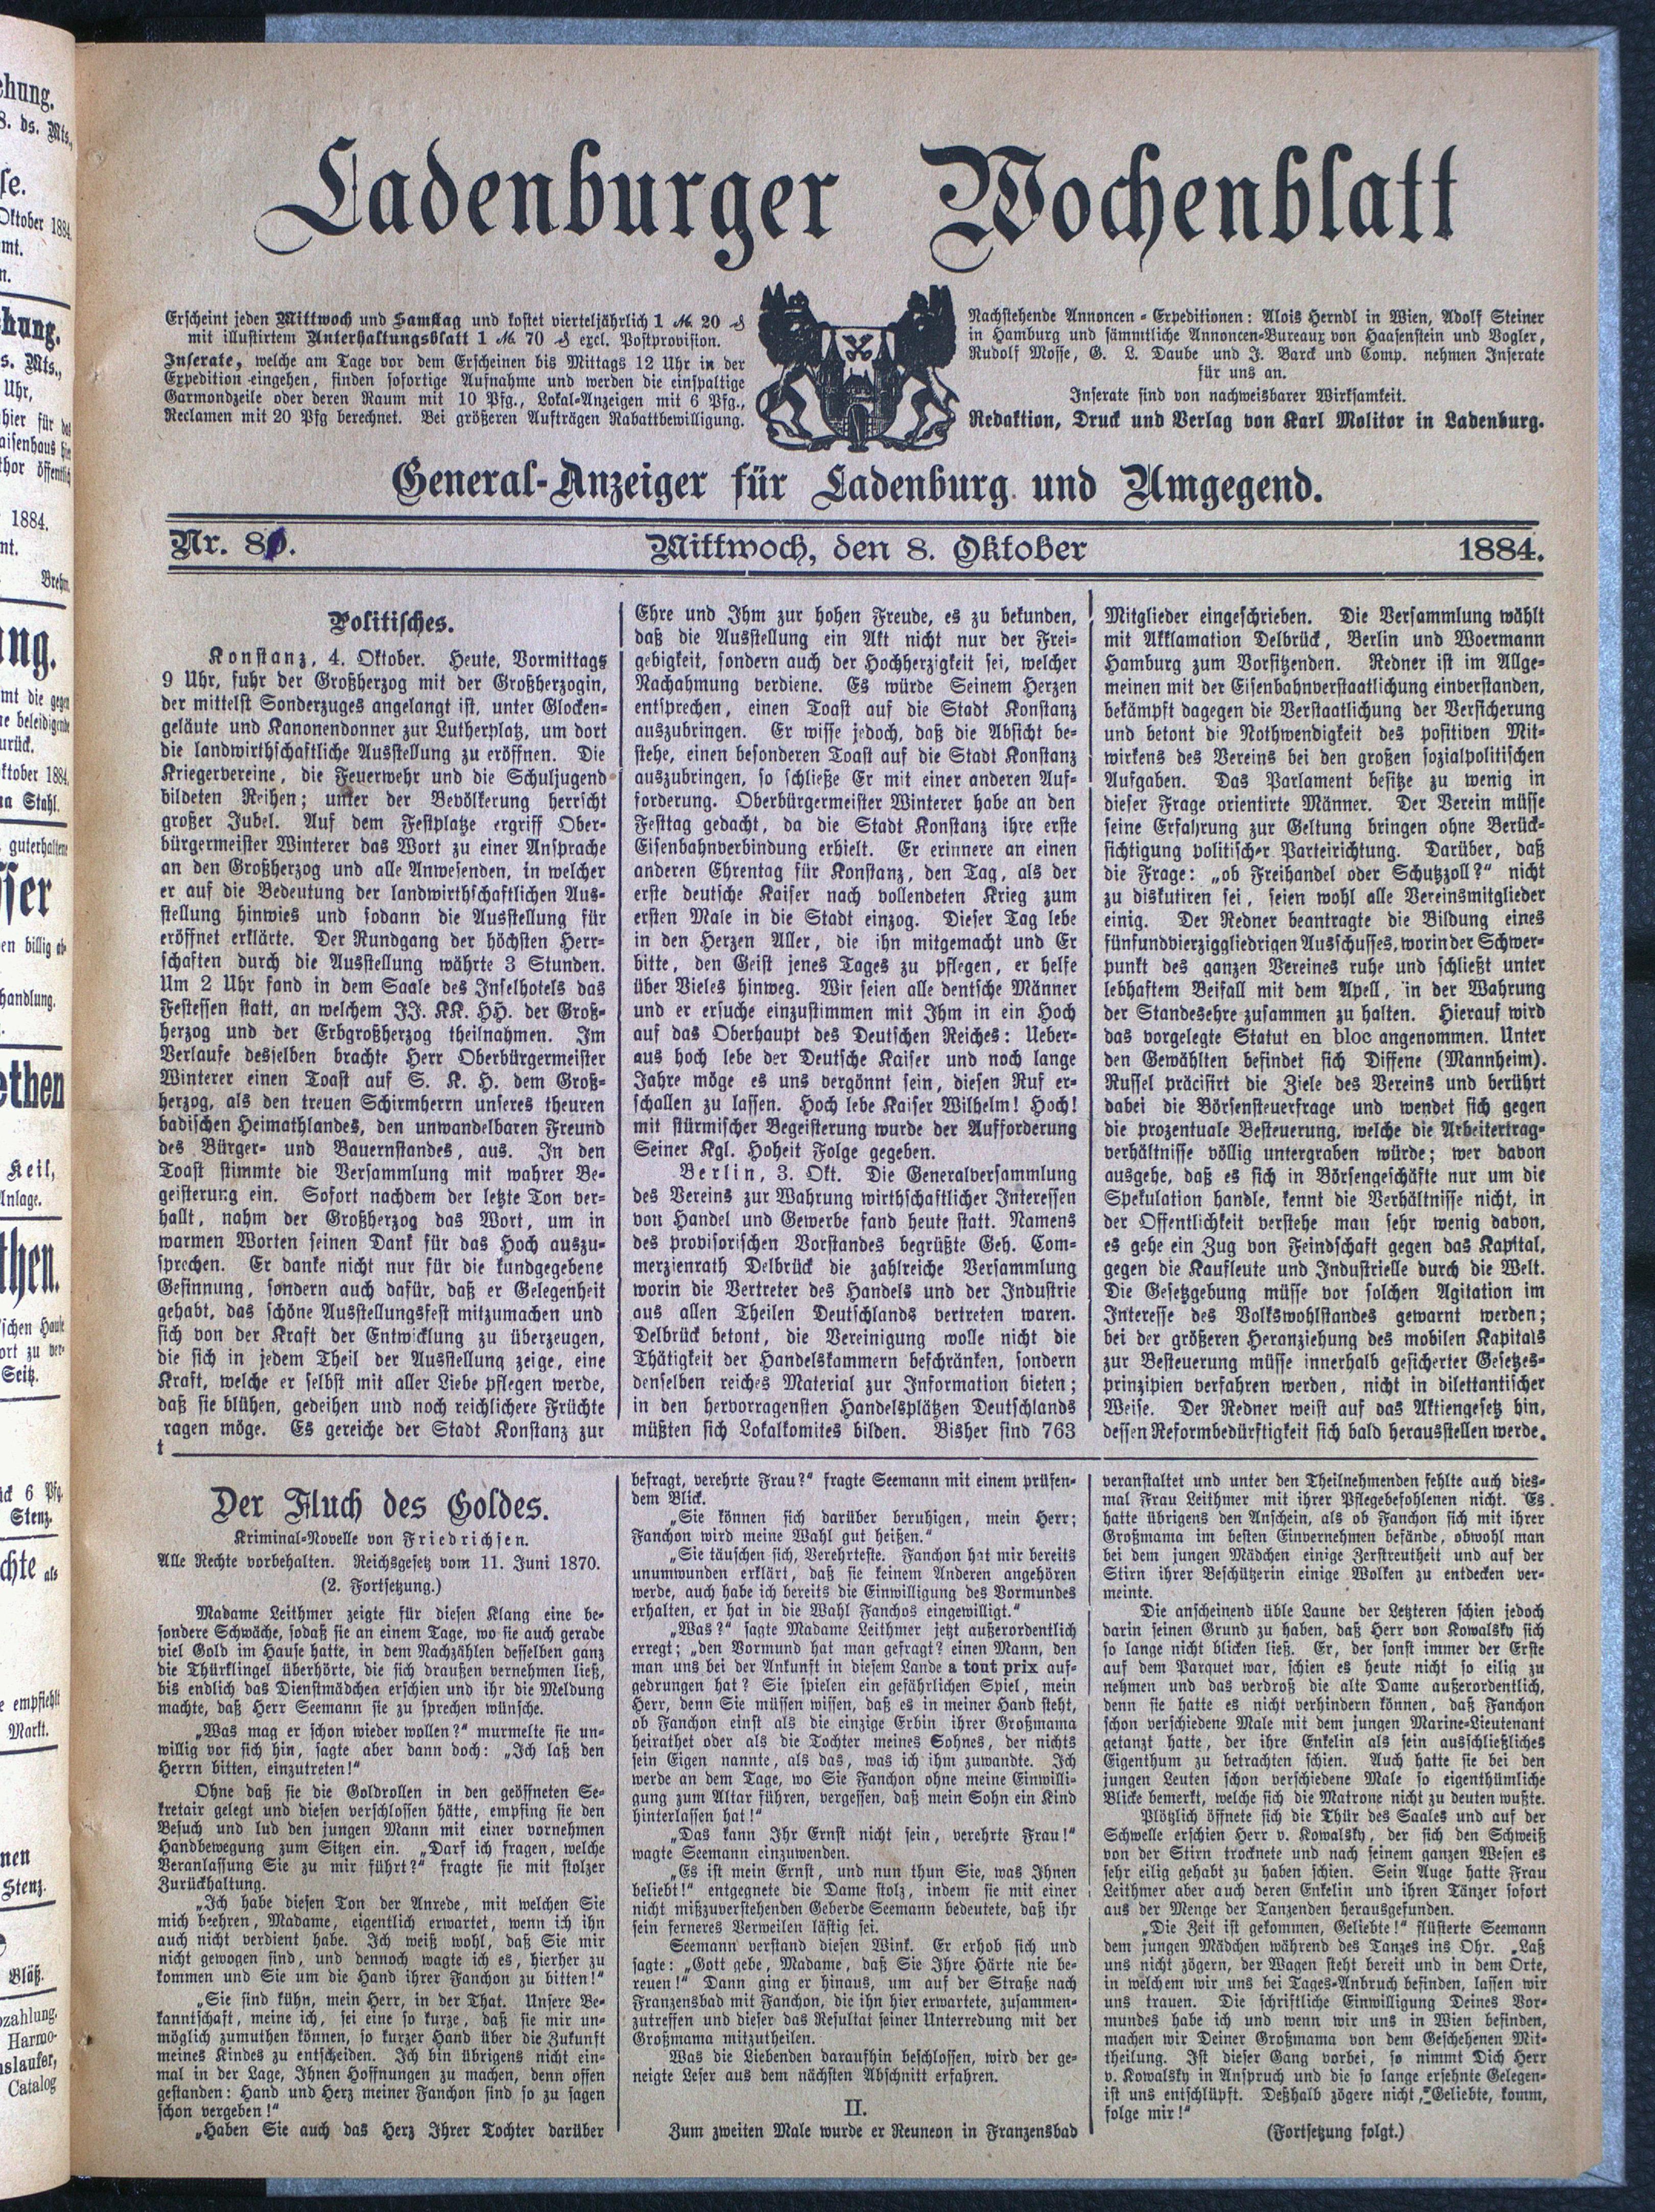 Ladenburger Wochenblatt
Erscheint jeden Mittwoch und Samstag und kostet vierteljährlich 1 M. 20 ₰
mit illustrirtem Unterhaltungsblatt 1 M. 70 ₰ excl. Postprovision.
Inserate, welche am Tage vor dem Erscheinen bis Mittags 12 Uhr in der
Expedition eingehen, finden sofortige Aufnahme und werden die einspaltige
Garmondzeile oder deren Raum mit 10 Pfg., Lokal-Anzeigen mit 6 Pfg.,
Reclamen mit 20 Pfg berechnet. Bei größeren Aufträgen Rabattbewilligung.
Nachstehende Annoncen-Expeditionen: Alois Herndl in Wien, Adolf Steiner
in Hamburg und sämmtliche Annoncen-Bureaux von Haasenstein und Vogler,
Rudolf Mosse, G. L. Daube und J. Barck und Comp. nehmen Inserate
für uns an.
Inserate sind von nachweisbarer Wirksamkeit.
Redaktion, Druck und Verlag von Karl Molitor in Ladenburg.
General-Anzeiger für Ladenburg und Umgegend.
Nr. 81.
Mittwoch, den 8. Oktober
1884.
Politisches.
Konstanz, 4. Oktober. Heute, Vormittags
9 Uhr, fuhr der Großherzog mit der Großherzogin,
der mittelst Sonderzuges angelangt ist, unter Glocken-
geläute und Kanonendonner zur Lutherplatz, um dort
die landwirthschaftliche Ausstellung zu eröffnen. Die
Kriegervereine, die Feuerwehr und die Schuljugend
bildeten Reihen; unter der Bevölkerung herrscht
großer Jubel. Auf dem Festplatze ergriff Ober-
bürgermeister Winterer das Wort zu einer Ansprache
an den Großherzog und alle Anwesenden, in welcher
er auf die Bedeutung der landwirthschaftlichen Aus-
stellung hinwies und sodann die Ausstellung für
eröffnet erklärte. Der Rundgang der höchsten Herr-
schaften durch die Ausstellung währte 3 Stunden.
Um 2 Uhr fand in dem Saale des Inselhotels das
Festessen statt, an welchem JJ. KK. HH. der Groß-
herzog und der Erbgroßherzog theilnahmen. Im
Verlaufe desselben brachte Herr Oberbürgermeister
Winterer einen Toast auf S. K. H. dem Groß-
herzog, als den treuen Schirmherrn unseres theuren
badischen Heimathlandes, den unwandelbaren Freund
des Bürger- und Bauernstandes, aus. In den
Toast stimmte die Versammlung mit wahrer Be-
geisterung ein. Sofort nachdem der letzte Ton ver-
hallt, nahm der Großherzog das Wort, um in
warmen Worten seinen Dank für das Hoch auszu-
sprechen. Er danke nicht nur für die kundgegebene
Gesinnung, sondern auch dafür, daß er Gelegenheit
gehabt, das schöne Ausstellungsfest mitzumachen und
sich von der Kraft der Entwicklung zu überzeugen,
die sich in jedem Theil der Ausstellung zeige, eine
Kraft, welche er selbst mit aller Liebe pflegen werde,
daß sie blühen, gedeihen und noch reichlichere Früchte
ragen möge. Es gereiche der Stadt Konstanz zur
t
Ehre und Ihm zur hohen Freude, es zu bekunden,
daß die Ausstellung ein Akt nicht nur der Frei-
gebigkeit, sondern auch der Hochherzigkeit sei, welcher
Nachahmung verdiene. Es würde Seinem Herzen
entsprechen, einen Toast auf die Stadt Konstanz
auszubringen. Er wisse jedoch, daß die Absicht be-
stehe, einen besonderen Toast auf die Stadt Konstanz
auszubringen, so schließe Er mit einer anderen Auf-
forderung. Oberbürgermeister Winterer habe an den
Festtag gedacht, da die Stadt Konstanz ihre erste
Eisenbahnverbindung erhielt. Er erinnere an einen
anderen Ehrentag für Konstanz, den Tag, als der
erste deutsche Kaiser nach vollendeten Krieg zum
ersten Male in die Stadt einzog. Dieser Tag lebe
in den Herzen Aller, die ihn mitgemacht und Er
bitte, den Geist jenes Tages zu pflegen, er helfe
über Vieles hinweg. Wir seien alle deutsche Männer
und er ersuche einzustimmen mit Ihm in ein Hoch
auf das Oberhaupt des Deutschen Reiches: Ueber-
aus hoch lebe der Deutsche Kaiser und noch lange
Jahre möge es uns vergönnt sein, diesen Ruf er-
schallen zu lassen. Hoch lebe Kaiser Wilhelm! Hoch!
mit stürmischer Begeisterung wurde der Aufforderung
Seiner Kgl. Hoheit Folge gegeben.
Berlin, 3. Okt. Die Generalversammlung
des Vereins zur Wahrung wirthschaftlicher Interessen
von Handel und Gewerbe fand heute statt. Namens
des provisorischen Vorstandes begrüßte Geh. Com-
merzienrath Delbrück die zahlreiche Versammlung
worin die Vertreter des Handels und der Industrie
aus allen Theilen Deutschlands vertreten waren.
Delbrück betont, die Vereinigung wolle nicht die
Thätigkeit der Handelskammern beschränken, sondern
denselben reiches Material zur Information bieten;
in den hervorragensten Handelsplätzen Deutschlands
müßten sich Lokalkomites bilden. Bisher sind 763
Mitglieder eingeschrieben. Die Versammlung wählt
mit Akklamation Delbrück, Berlin und Woermann
Hamburg zum Vorsitzenden. Redner ist im Allge-
meinen mit der Eisenbahnverstaatlichung einverstanden,
bekämpft dagegen die Verstaatlichung der Versicherung
und betont die Nothwendigkeit des positiven Mit-
wirkens des Vereins bei den großen sozialpolitischen
Aufgaben. Das Parlament besitze zu wenig in
dieser Frage orientirte Männer. Der Verein müsse
seine Erfahrung zur Geltung bringen ohne Berück-
sichtigung politischer Parteirichtung. Darüber, daß
die Frage: „ob Freihandel oder Schutzzoll?“ nicht
zu diskutiren sei, seien wohl alle Vereinsmitglieder
einig. Der Redner beantragte die Bildung eines
fünfundvierziggliedrigen Ausschusses, worin der Schwer-
punkt des ganzen Vereines ruhe und schließt unter
lebhaftem Beifall mit dem Apell, in der Wahrung
der Standesehre zusammen zu halten. Hierauf wird
das vorgelegte Statut en bloc angenommen. Unter
den Gewählten befindet sich Diffene (Mannheim).
Russel präcisirt die Ziele des Vereins und berührt
dabei die Börsensteuerfrage und wendet sich gegen
die prozentuale Besteuerung, welche die Arbeitertrag-
verhältnisse völlig untergraben würde; wer davon
ausgehe, daß es sich in Börsengeschäfte nur um die
Spekulation handle, kennt die Verhältnisse nicht, in
der Öffentlichkeit verstehe man sehr wenig davon,
es gehe ein Zug von Feindschaft gegen das Kapital,
gegen die Kaufleute und Industrielle durch die Welt.
Die Gesetzgebung müsse vor solchen Agitation im
Interesse des Volkswohlstandes gewarnt werden;
bei der größeren Heranziehung des mobilen Kapitals
zur Besteuerung müsse innerhalb gesicherter Gesetzes-
prinzipien verfahren werden, nicht in dilettantischer
Weise. Der Redner weist auf das Aktiengesetz hin,
dessen Reformbedürftigkeit sich bald herausstellen werde.
Der Fluch des Goldes.
Kriminal-Novelle von Friedrichsen.
Alle Rechte vorbehalten. Reichsgesetz vom 11. Juni 1870.
(2. Fortsetzung.)
Madame Leithmer zeigte für diesen Klang eine be-
sondere Schwäche, sodaß sie an einem Tage, wo sie auch gerade
viel Gold im Hause hatte, in dem Nachzählen desselben ganz
die Thürklingel überhörte, die sich draußen vernehmen ließ,
bis endlich das Dienstmädchen erschien und ihr die Meldung
machte, daß Herr Seemann sie zu sprechen wünsche.
„Was mag er schon wieder wollen?“ murmelte sie un-
willig vor sich hin, sagte aber dann doch: „Ich laß den
Herrn bitten, einzutreten!“
Ohne daß sie die Goldrollen in den geöffneten Se-
kretair gelegt und diesen verschlossen hätte, empfing sie den
Besuch und lud den jungen Mann mit einer vornehmen
Handbewegung zum Sitzen ein. „Darf ich fragen, welche
Veranlassung Sie zu mir führt?“ fragte sie mit stolzer
Zurückhaltung.
„Ich habe diesen Ton der Anrede, mit welchen Sie
mich beehren, Madame, eigentlich erwartet, wenn ich ihn
auch nicht verdient habe. Ich weiß wohl, daß Sie mir
nicht gewogen sind, und dennoch wagte ich es, hierher zu
kommen und Sie um die Hand ihrer Fanchon zu bitten!“
„Sie sind kühn, mein Herr, in der That. Unsere Be-
kanntschaft, meine ich, sei eine so kurze, daß sie mir un-
möglich zumuthen können, so kurzer Hand über die Zukunft
meines Kindes zu entscheiden. Ich bin übrigens nicht ein-
mal in der Lage, Ihnen Hoffnungen zu machen, denn offen
gestanden: Hand und Herz meiner Fanchon sind so zu sagen
schon vergeben!“
„Haben Sie auch das Herz Ihrer Tochter darüber
befragt, verehrte Frau?“ fragte Seemann mit einem prüfen-
dem Blick.
„Sie können sich darüber beruhigen, mein Herr;
Fanchon wird meine Wahl gut heißen.“
„Sie täuschen sich, Verehrteste. Fanchon hat mir bereits
unumwunden erklärt, daß sie keinem Anderen angehören
werde, auch habe ich bereits die Einwilligung des Vormundes
erhalten, er hat in die Wahl Fanchos eingewilligt.“
„Was?“ sagte Madame Leithmer jetzt außerordentlich
erregt; „den Vormund hat man gefragt? einen Mann, den
man uns bei der Ankunft in diesem Lande a tout prix auf-
gedrungen hat? Sie spielen ein gefährlichen Spiel, mein
Herr, denn Sie müssen wissen, daß es in meiner Hand steht,
ob Fanchon einst als die einzige Erbin ihrer Großmama
heirathet oder als die Tochter meines Sohnes, der nichts
sein Eigen nannte, als das, was ich ihm zuwandte. Ich
werde an dem Tage, wo Sie Fanchon ohne meine Einwilli-
gung zum Altar führen, vergessen, daß mein Sohn ein Kind
hinterlassen hat!“
„Das kann Ihr Ernst nicht sein, verehrte Frau!“
wagte Seemann einzuwenden.
„Es ist mein Ernst, und nun thun Sie, was Ihnen
beliebt!“ entgegnete die Dame stolz, indem sie mit einer
nicht mißzuverstehenden Geberde Seemann bedeutete, daß ihr
sein ferneres Verweilen lästig sei.
Seemann verstand diesen Wink. Er erhob sich und
sagte: „Gott gebe, Madame, daß Sie Ihre Härte nie be-
reuen!“ Dann ging er hinaus, um auf der Straße nach
Franzensbad mit Fanchon, die ihn hier erwartete, zusammen-
zutreffen und dieser das Resultat seiner Unterredung mit der
Großmama mitzutheilen.
Was die Liebenden daraufhin beschlossen, wird der ge-
neigte Leser aus dem nächsten Abschnitt erfahren.
II.
Zum zweiten Male wurde er Reuneon in Franzensbad
veranstaltet und unter den Theilnehmenden fehlte auch dies-
mal Frau Leithmer mit ihrer Pflegebefohlenen nicht. Es
hatte übrigens den Anschein, als ob Fanchon sich mit ihrer
Großmama im besten Einvernehmen befände, obwohl man
bei dem jungen Mädchen einige Zerstreutheit und auf der
Stirn ihrer Beschützerin einige Wolken zu entdecken ver-
meinte.
Die anscheinend üble Laune der Letzteren schien jedoch
darin seinen Grund zu haben, daß Herr von Kowalsky sich
so lange nicht blicken ließ. Er, der sonst immer der Erste
auf dem Parquet war, schien es heute nicht so eilig zu
nehmen und das verdroß die alte Dame außerordentlich,
denn sie hatte es nicht verhindern können, daß Fanchon
schon verschiedene Male mit dem jungen Marine-Lieutenant
getanzt hatte, der ihre Enkelin als sein ausschließliches
Eigenthum zu betrachten schien. Auch hatte sie bei den
jungen Leuten schon verschiedene Male so eigenthümliche
Blicke bemerkt, welche sich die Matrone nicht zu deuten wußte.
Plötzlich öffnete sich die Thür des Saales und auf der
Schwelle erschien Herr v. Kowalsky, der sich den Schweiß
von der Stirn trocknete und nach seinem ganzen Wesen es
sehr eilig gehabt zu haben schien. Sein Auge hatte Frau
Leithmer aber auch deren Enkelin und ihren Tänzer sofort
aus der Menge der Tanzenden herausgefunden.
„Die Zeit ist gekommen, Geliebte!“ flüsterte Seemann
dem jungen Mädchen während des Tanzes ins Ohr. „Laß
uns nicht zögern, der Wagen steht bereit und in dem Orte,
in welchem wir uns bei Tages-Anbruch befinden, lassen wir
uns trauen. Die schriftliche Einwilligung Deines Vor-
mundes habe ich und wenn wir uns in Wien befinden,
machen wir Deiner Großmama von dem Geschehenen Mit-
theilung. Ist dieser Gang vorbei, so nimmt Dich Herr
v. Kowalsky in Anspruch und die so lange ersehnte Gelegen-
ist uns entschlüpft. Deßhalb zögere nicht, Geliebte, komm,
folge mir!“
(Fortsetzung folgt.)